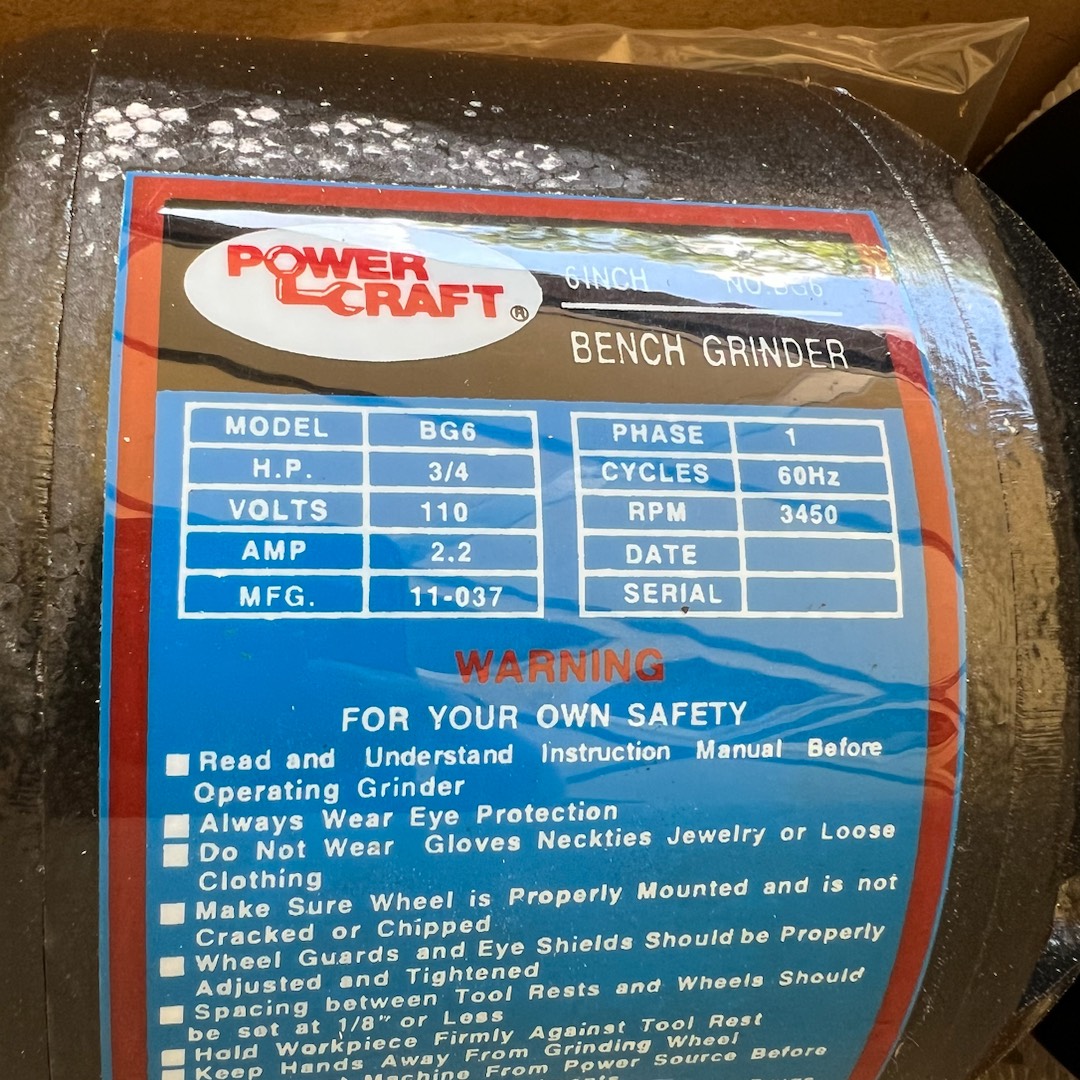 POWER
CRAFT®
6 INCH NO. BG6
BENCH GRINDER
MODEL BG6
H.P. 3/4
VOLTS 110
AMP 2.2
MFG. 11-037
PHASE 1
CYCLES 60Hz
RPM 3450
DATE
SERIAL
WARNING
FOR YOUR OWN SAFETY
Read and Understand Instruction Manual Before
Operating Grinder
Always Wear Eye Protection
Do Not Wear Gloves Neckties Jewelry or Loose
Clothing
Make Sure Wheel is Properly Mounted and is not
Cracked or Chipped
Wheel Guards and Eye Shields Should be Properly
Adjusted and Tightened
Spacing between Tool Rests and Wheels Should
be set at 1/8" or Less
Hold Workpiece Firmly Against Tool Rest
Keep Hands Away From Grinding Wheel
Machine From Power Source Before